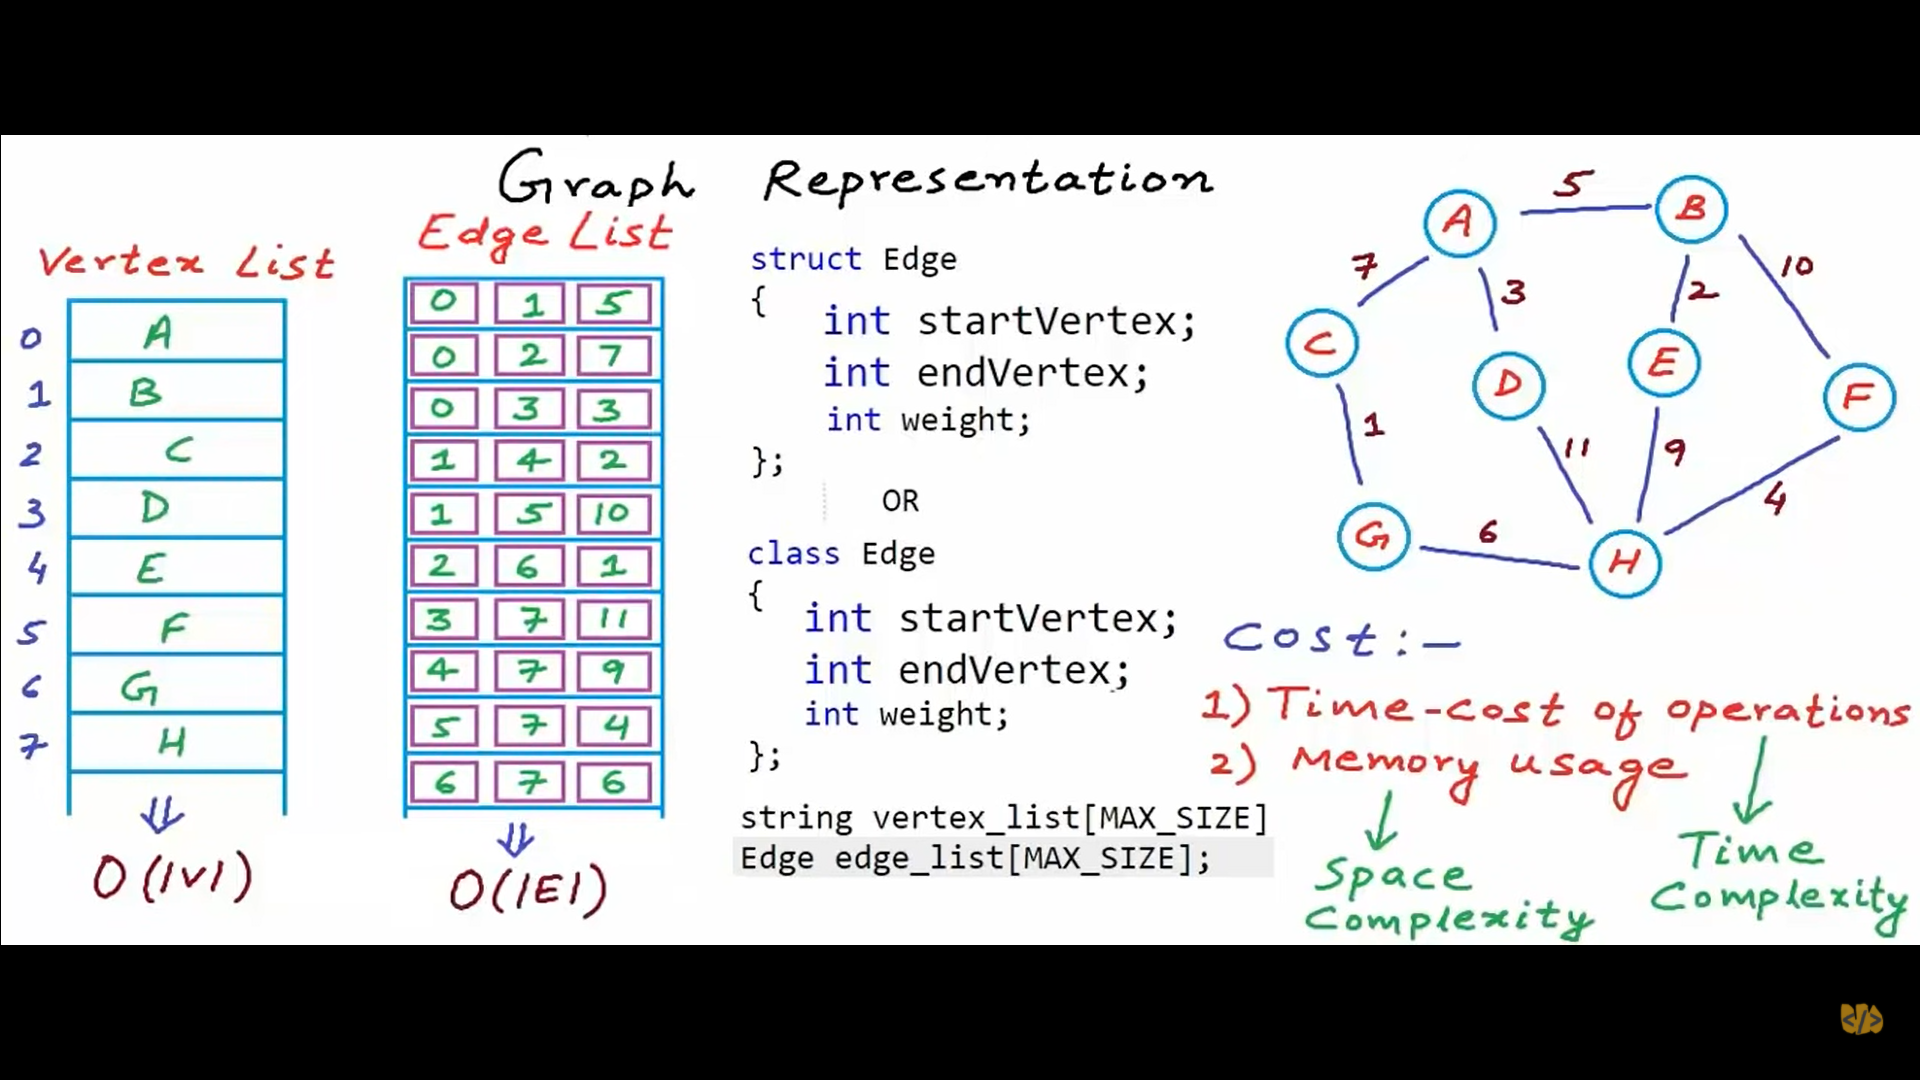 Graph Representation
Vertex List
0 A
1 B
2 C
3 D
4 E
5 F
6 G
7 H
O(|V|)
Edge List
0 1 5
0 2 7
0 3 3
1 4 2
1 5 10
2 6 1
3 7 11
4 7 9
5 7 4
6 7 6
O(|E|)
struct Edge
{
int startVertex;
int endVertex;
int weight;
};
OR
class Edge
{
int startVertex;
int endVertex;
int weight;
};
string vertex_list[MAX_SIZE]
Edge edge_list[MAX_SIZE];
5
A B
7 3 2 10
C D E F
1 11 9 4
G 6 H
Cost:-
1) Time-cost of operations
2) Memory usage
Space
Complexity
Time
Complexity